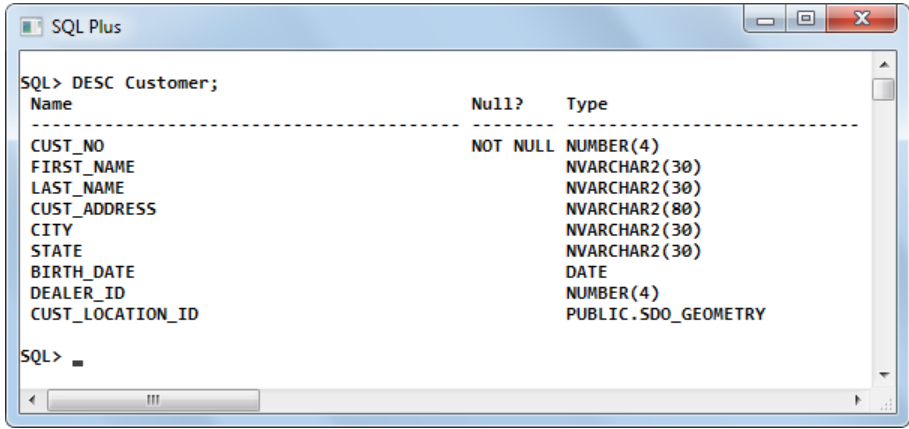 SQL Plus
SQL> DESC Customer;
Name Null? Type
----------------------------------------- -------- ----------------------------
CUST_NO NOT NULL NUMBER(4)
FIRST_NAME NVARCHAR2(30)
LAST_NAME NVARCHAR2(30)
CUST_ADDRESS NVARCHAR2(80)
CITY NVARCHAR2(30)
STATE NVARCHAR2(30)
BIRTH_DATE DATE
DEALER_ID NUMBER(4)
CUST_LOCATION_ID PUBLIC.SDO_GEOMETRY
SQL> _